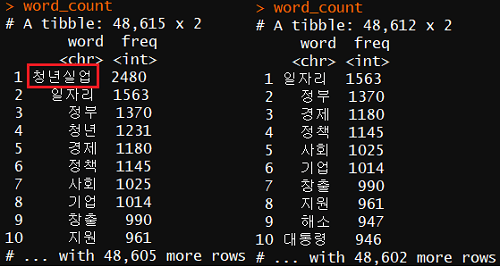 > word_count
# A tibble: 48,615 x 2
word freq
<chr> <int>
1 청년실업 2480
2 일자리 1563
3 정부 1370
4 청년 1231
5 경제 1180
6 정책 1145
7 사회 1025
8 기업 1014
9 창출 990
10 지원 961
# ... with 48,605 more rows
> word_count
# A tibble: 48,612 x 2
word freq
<chr> <int>
1 일자리 1563
2 정부 1370
3 경제 1180
4 정책 1145
5 사회 1025
6 기업 1014
7 창출 990
8 지원 961
9 해소 947
10 대통령 946
# ... with 48,602 more rows